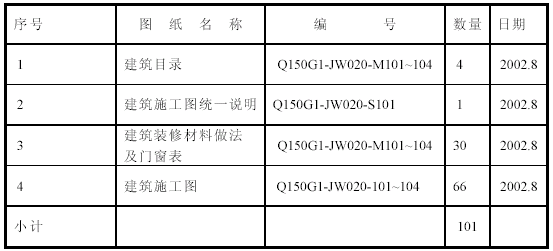 序号 图纸名称 编号 数量 日期
1 建筑目录 Q150G1-JW020-M101~104 4 2002.8
2 建筑施工图统一说明 Q150G1-JW020-S101 1 2002.8
3 建筑装修材料做法
及门窗表 Q150G1-JW020-M101~104 30 2002.8
4 建筑施工图 Q150G1-JW020-101~104 66 2002.8
小计 101